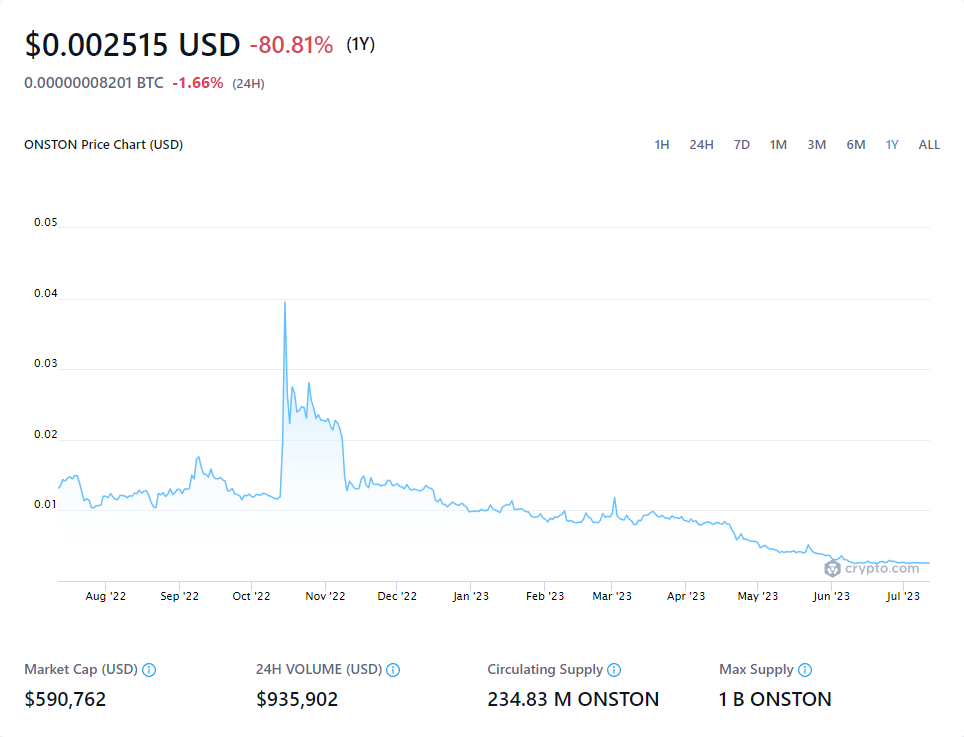 $0.002515 USD -80.81% (1Y)
0.00000008201 BTC -1.66% (24H)
ONSTON Price Chart (USD) 1H 24H 7D 1M 3M 6M 1Y ALL
0.05
0.04
0.03
0.02
0.01
crypto.com
Aug '22 Sep '22 Oct '22 Nov '22 Dec '22 Jan '23 Feb '23 Mar '23 Apr '23 May '23 Jun '23 Jul '23
Market Cap (USD) 24H VOLUME (USD) Circulating Supply Max Supply
$590,762 $935,902 234.83 M ONSTON 1 B ONSTON